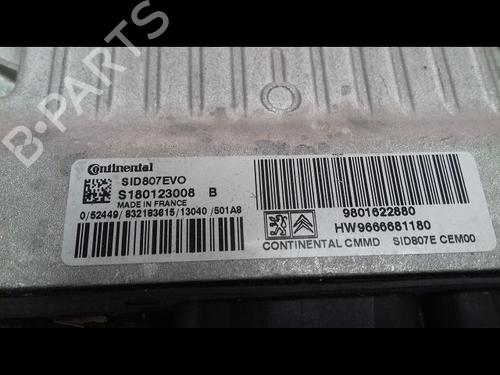 B-PARTS
Continental
SID807EVO
S180123008 B
MADE IN FRANCE
0/52449/832183615/13040/501A8
9801622880
HW9666681180
CONTINENTAL CMMD SID807E CEM00